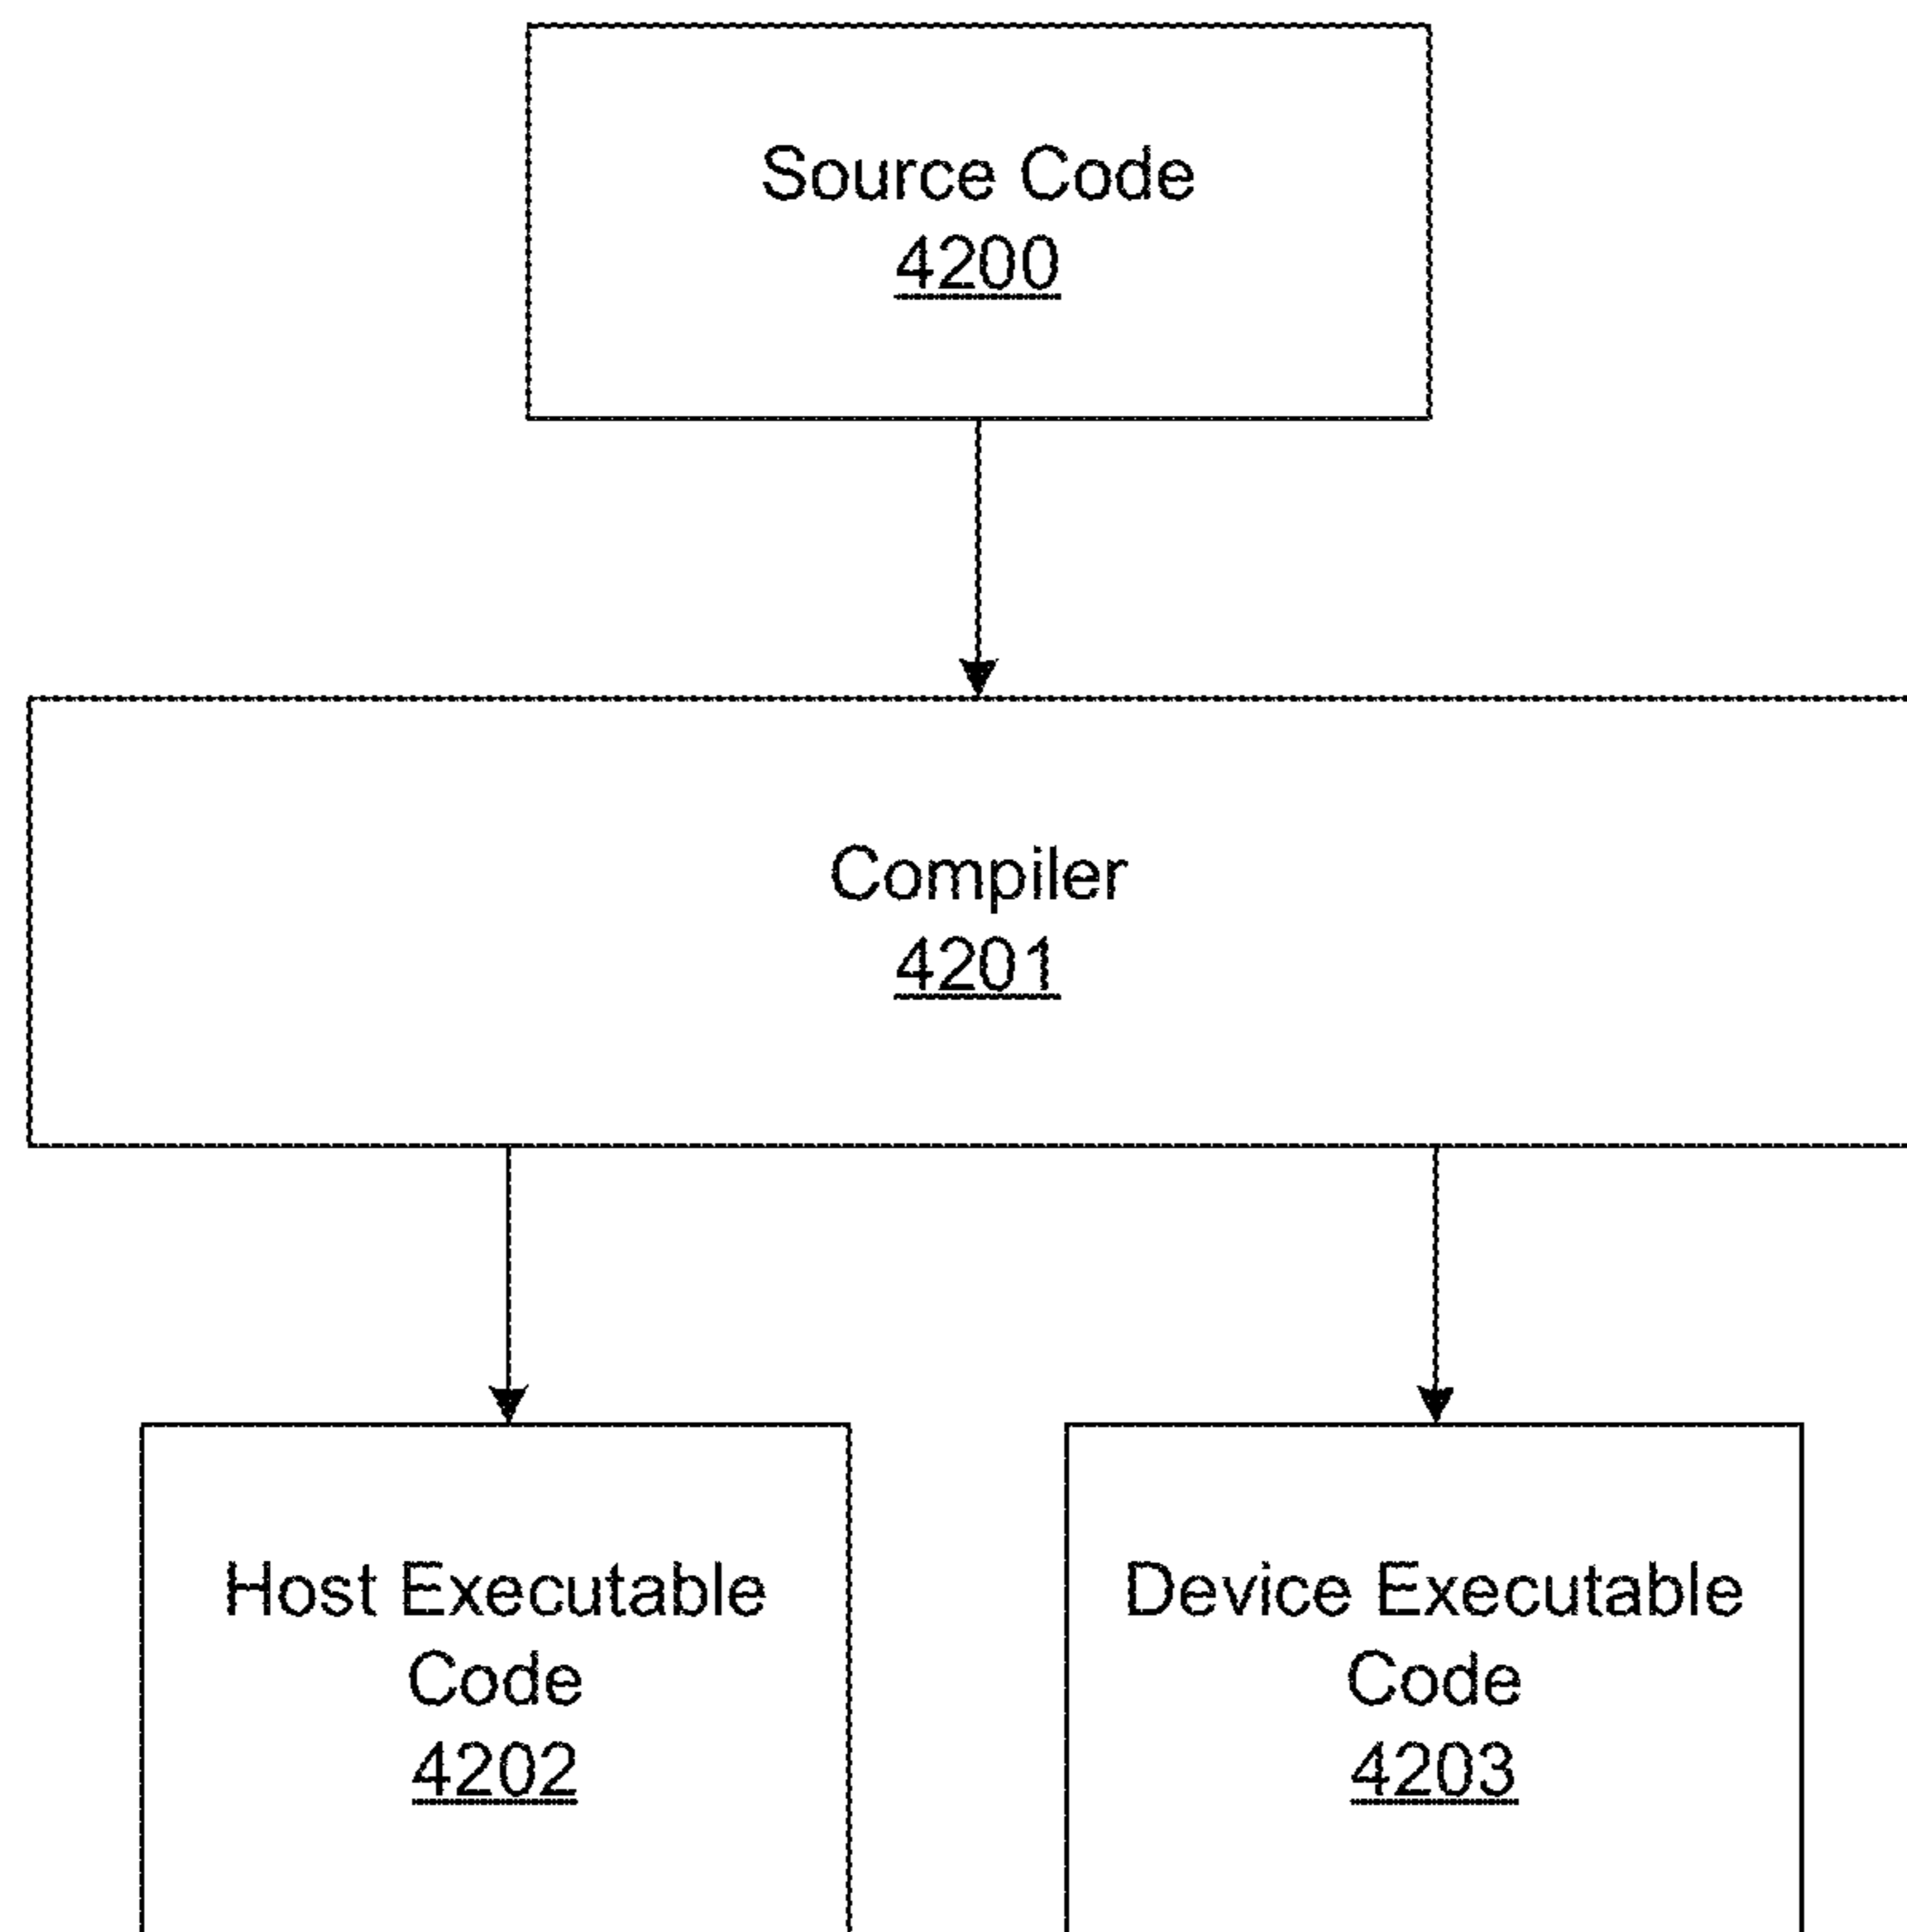 Source Code
4200
Compiler
4201
Host Executable
Code
4202
Device Executable
Code
4203